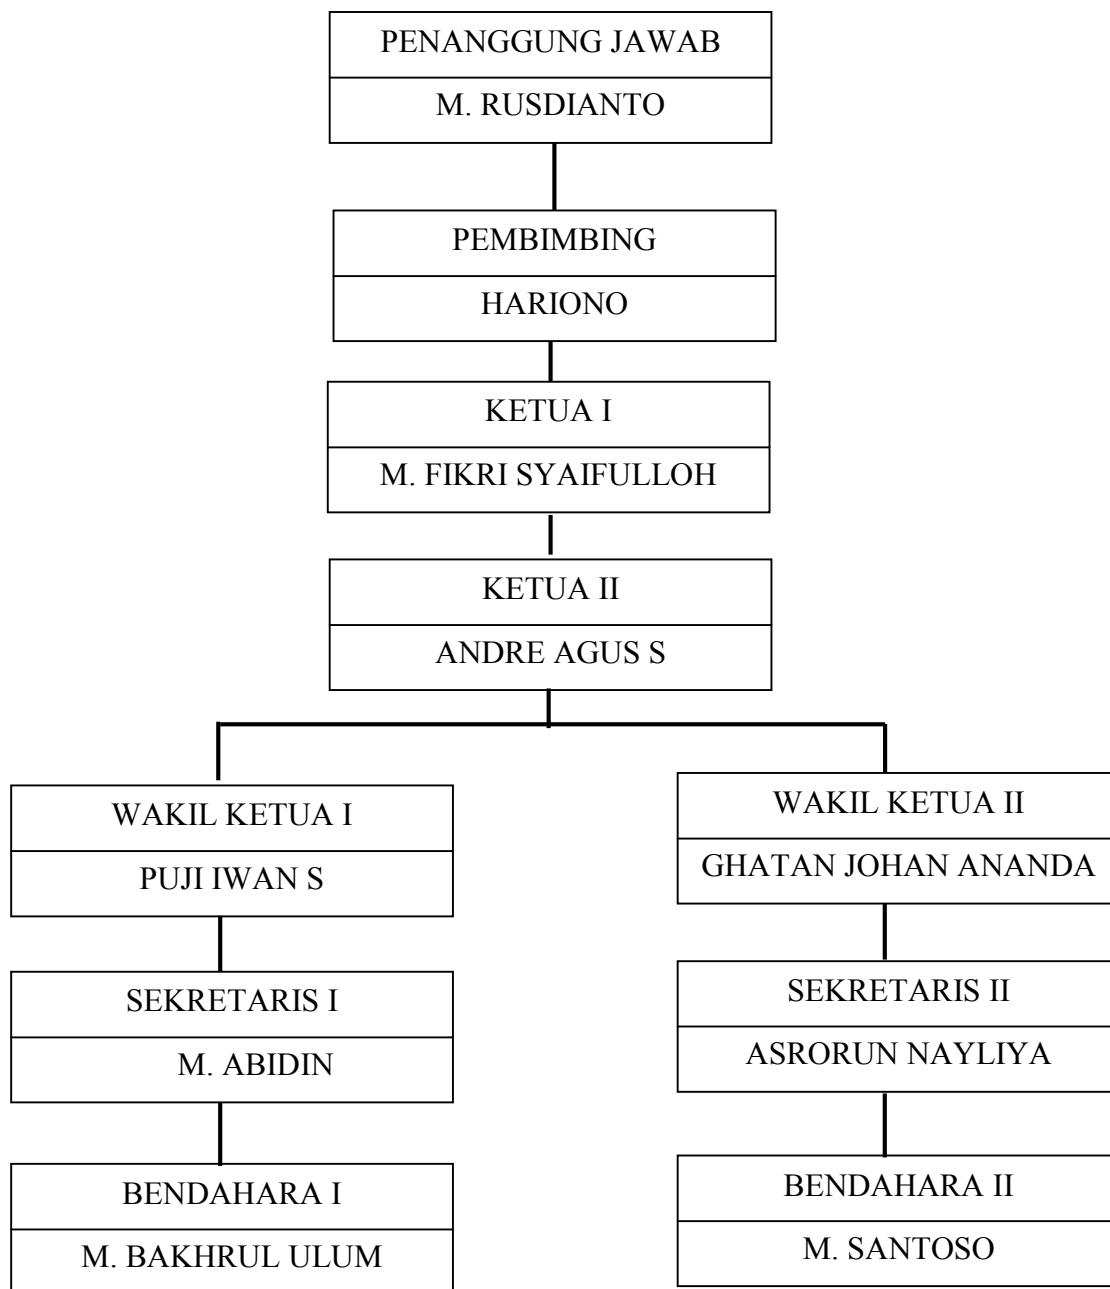 PENANGGUNG JAWAB
M. RUSDIANTO
PEMBIMBING
HARIONO
KETUA I
M. FIKRI SYAIFULLOH
KETUA II
ANDRE AGUS S
WAKIL KETUA I
PUJI IWAN S
SEKRETARIS I
M. ABIDIN
BENDAHARA I
M. BAKHRUL ULUM
WAKIL KETUA II
GHATAN JOHAN ANANDA
SEKRETARIS II
ASRORUN NAYLIYA
BENDAHARA II
M. SANTOSO